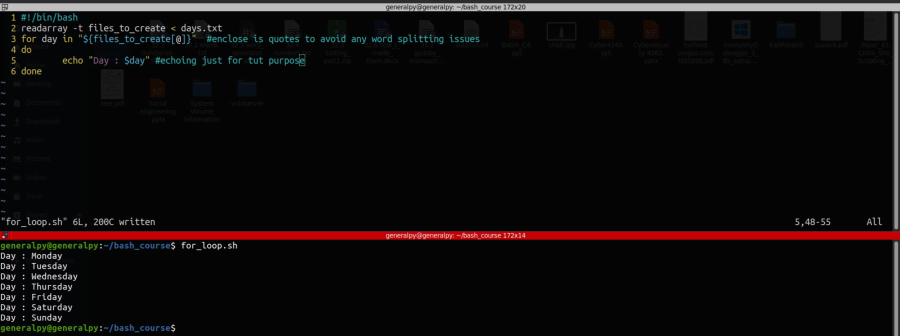 generalpy@generalpy: ~/bash_course 172x20
1 #!/bin/bash
2 readarray -t files_to_create < days.txt
3 for day in "${files_to_create[@]}"  #enclose is quotes to avoid any word splitting issues
4 do
5         echo "Day : $day" #echoing just for tut purpose
6 done
~
~
~
~
~
~
~
~
~
~
~
"for_loop.sh" 6L, 200C written 5,48-55 All
generalpy@generalpy: ~/bash_course 172x14
generalpy@generalpy:~/bash_course$ for_loop.sh
Day : Monday
Day : Tuesday
Day : Wednesday
Day : Thursday
Day : Friday
Day : Saturday
Day : Sunday
generalpy@generalpy:~/bash_course$